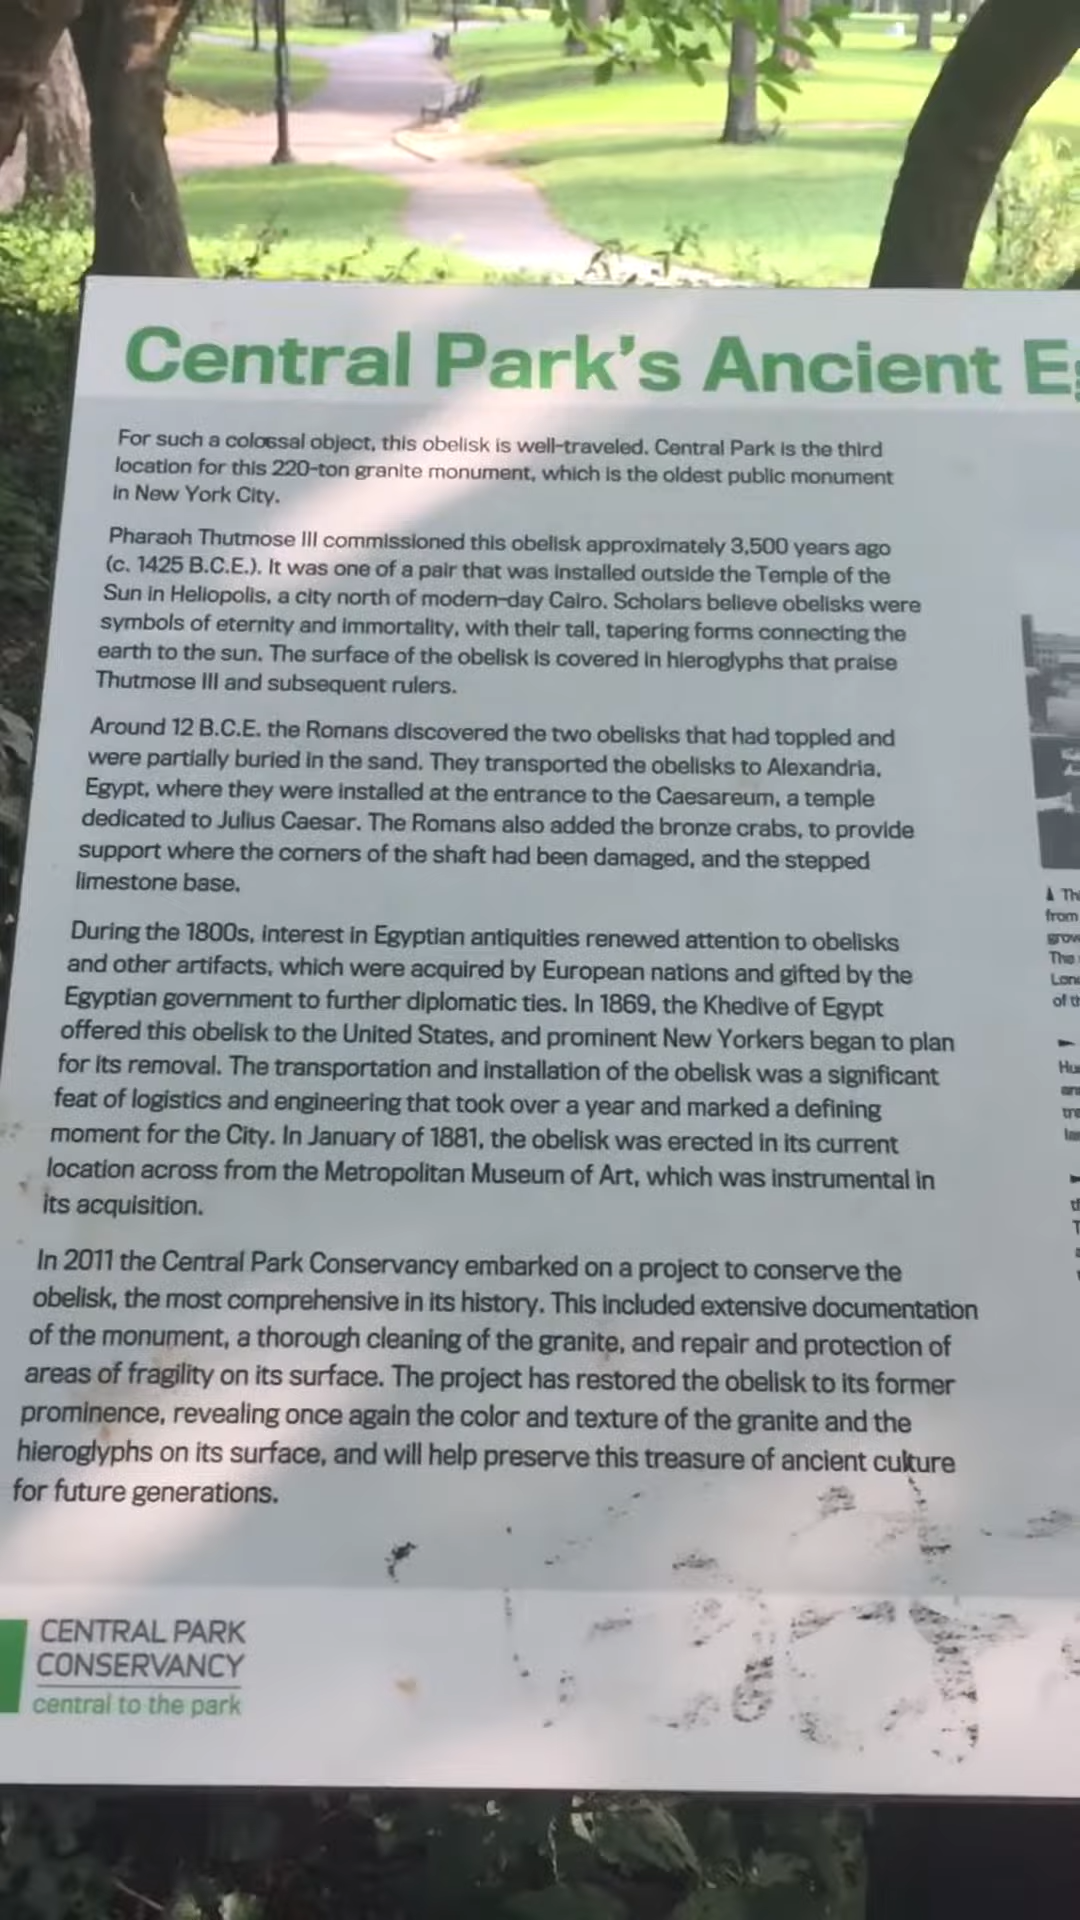 Central Park's Ancient
For such a colossal object, this obelisk is well-traveled. Central Park is the third
location for this 220-ton granite monument, which is the oldest public monument
in New York City.
Pharaoh Thutmose III commissioned this obelisk approximately 3,500 years ago
(c. 1425 B.C.E.). It was one of a pair that was installed outside the Temple of the
Sun in Heliopolis, a city north of modern-day Cairo. Scholars believe obelisks were
symbols of eternity and immortality, with their tall, tapering forms connecting the
earth to the sun. The surface of the obelisk is covered in hieroglyphs that praise
Thutmose III and subsequent rulers.
Around 12 B.C.E. the Romans discovered the two obelisks that had toppled and
were partially buried in the sand. They transported the obelisks to Alexandria,
Egypt, where they were installed at the entrance to the Caesareum, a temple
dedicated to Julius Caesar. The Romans also added the bronze crabs, to provide
support where the corners of the shaft had been damaged, and the stepped
limestone base.
During the 1800s, interest in Egyptian antiquities renewed attention to obelisks
and other artifacts, which were acquired by European nations and gifted by the
Egyptian government to further diplomatic ties. In 1869, the Khedive of Egypt
offered this obelisk to the United States, and prominent New Yorkers began to plan
for its removal. The transportation and installation of the obelisk was a significant
feat of logistics and engineering that took over a year and marked a defining
moment for the City. In January of 1881, the obelisk was erected in its current
location across from the Metropolitan Museum of Art, which was instrumental in
its acquisition.
In 2011 the Central Park Conservancy embarked on a project to conserve the
obelisk, the most comprehensive in its history. This included extensive documentation
of the monument, a thorough cleaning of the granite, and repair and protection of
areas of fragility on its surface. The project has restored the obelisk to its former
prominence, revealing once again the color and texture of the granite and the
hieroglyphs on its surface, and will help preserve this treasure of ancient culture
for future generations.
from
The
of
CENTRAL PARK
CONSERVANCY
central to the park